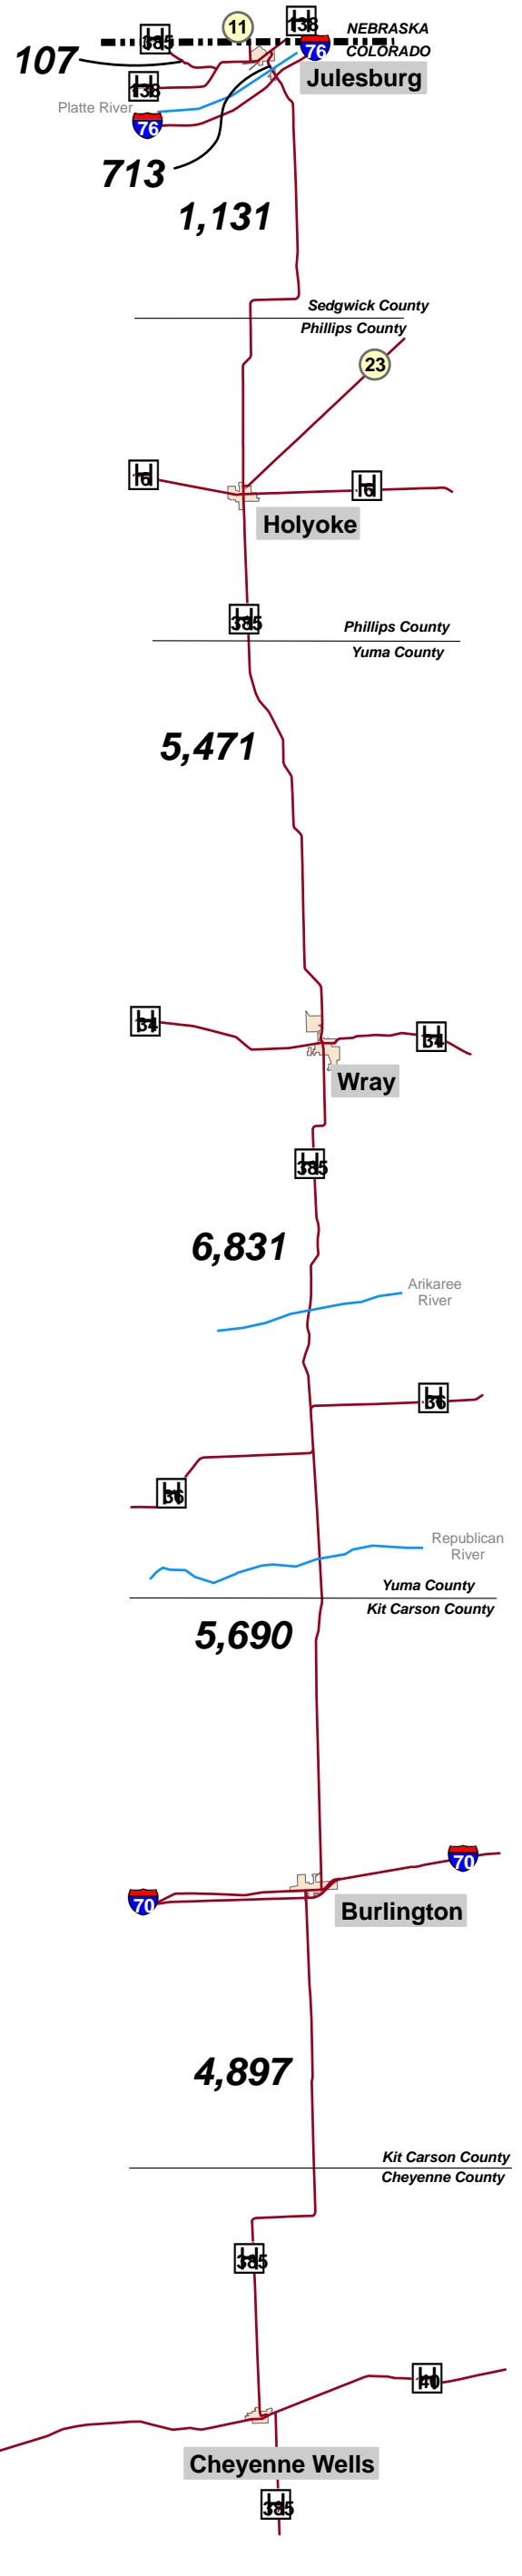 138
11
385
NEBRASKA
76
COLORADO
107
Julesburg
138
Platte River
76
713
1,131
Sedgwick County
Phillips County
23
6
6
Holyoke
385
Phillips County
Yuma County
5,471
34
34
Wray
385
6,831
Arikaree
River
36
36
Republican
River
Yuma County
Kit Carson County
5,690
70
70
Burlington
4,897
Kit Carson County
Cheyenne County
385
40
Cheyenne Wells
385